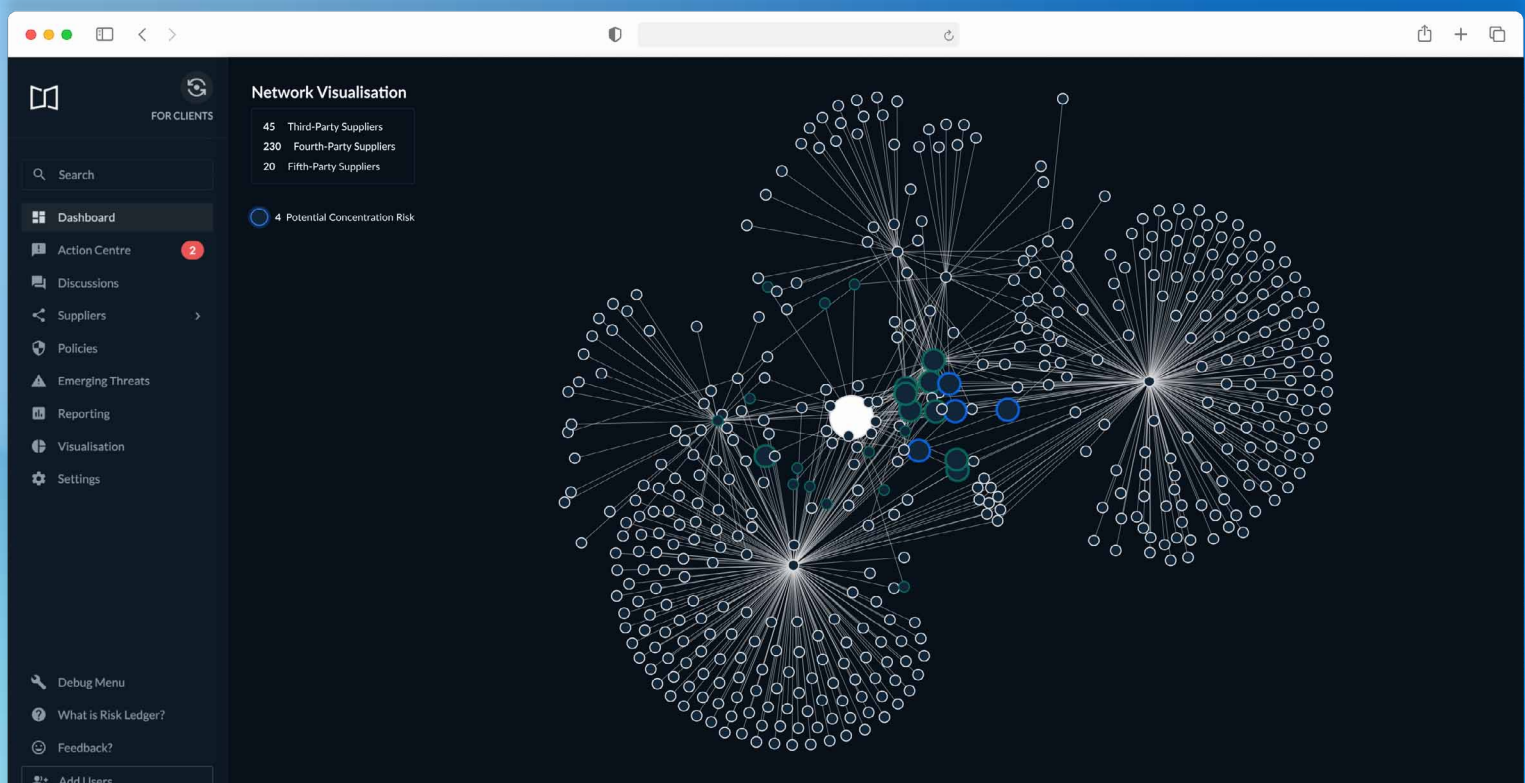 FOR CLIENTS
Search
Dashboard
Action Centre 2
Discussions
Suppliers
Policies
Emerging Threats
Reporting
Visualisation
Settings
Debug Menu
What is Risk Ledger?
Feedback?
Add Users
Network Visualisation
45 Third-Party Suppliers
230 Fourth-Party Suppliers
20 Fifth-Party Suppliers
4 Potential Concentration Risk